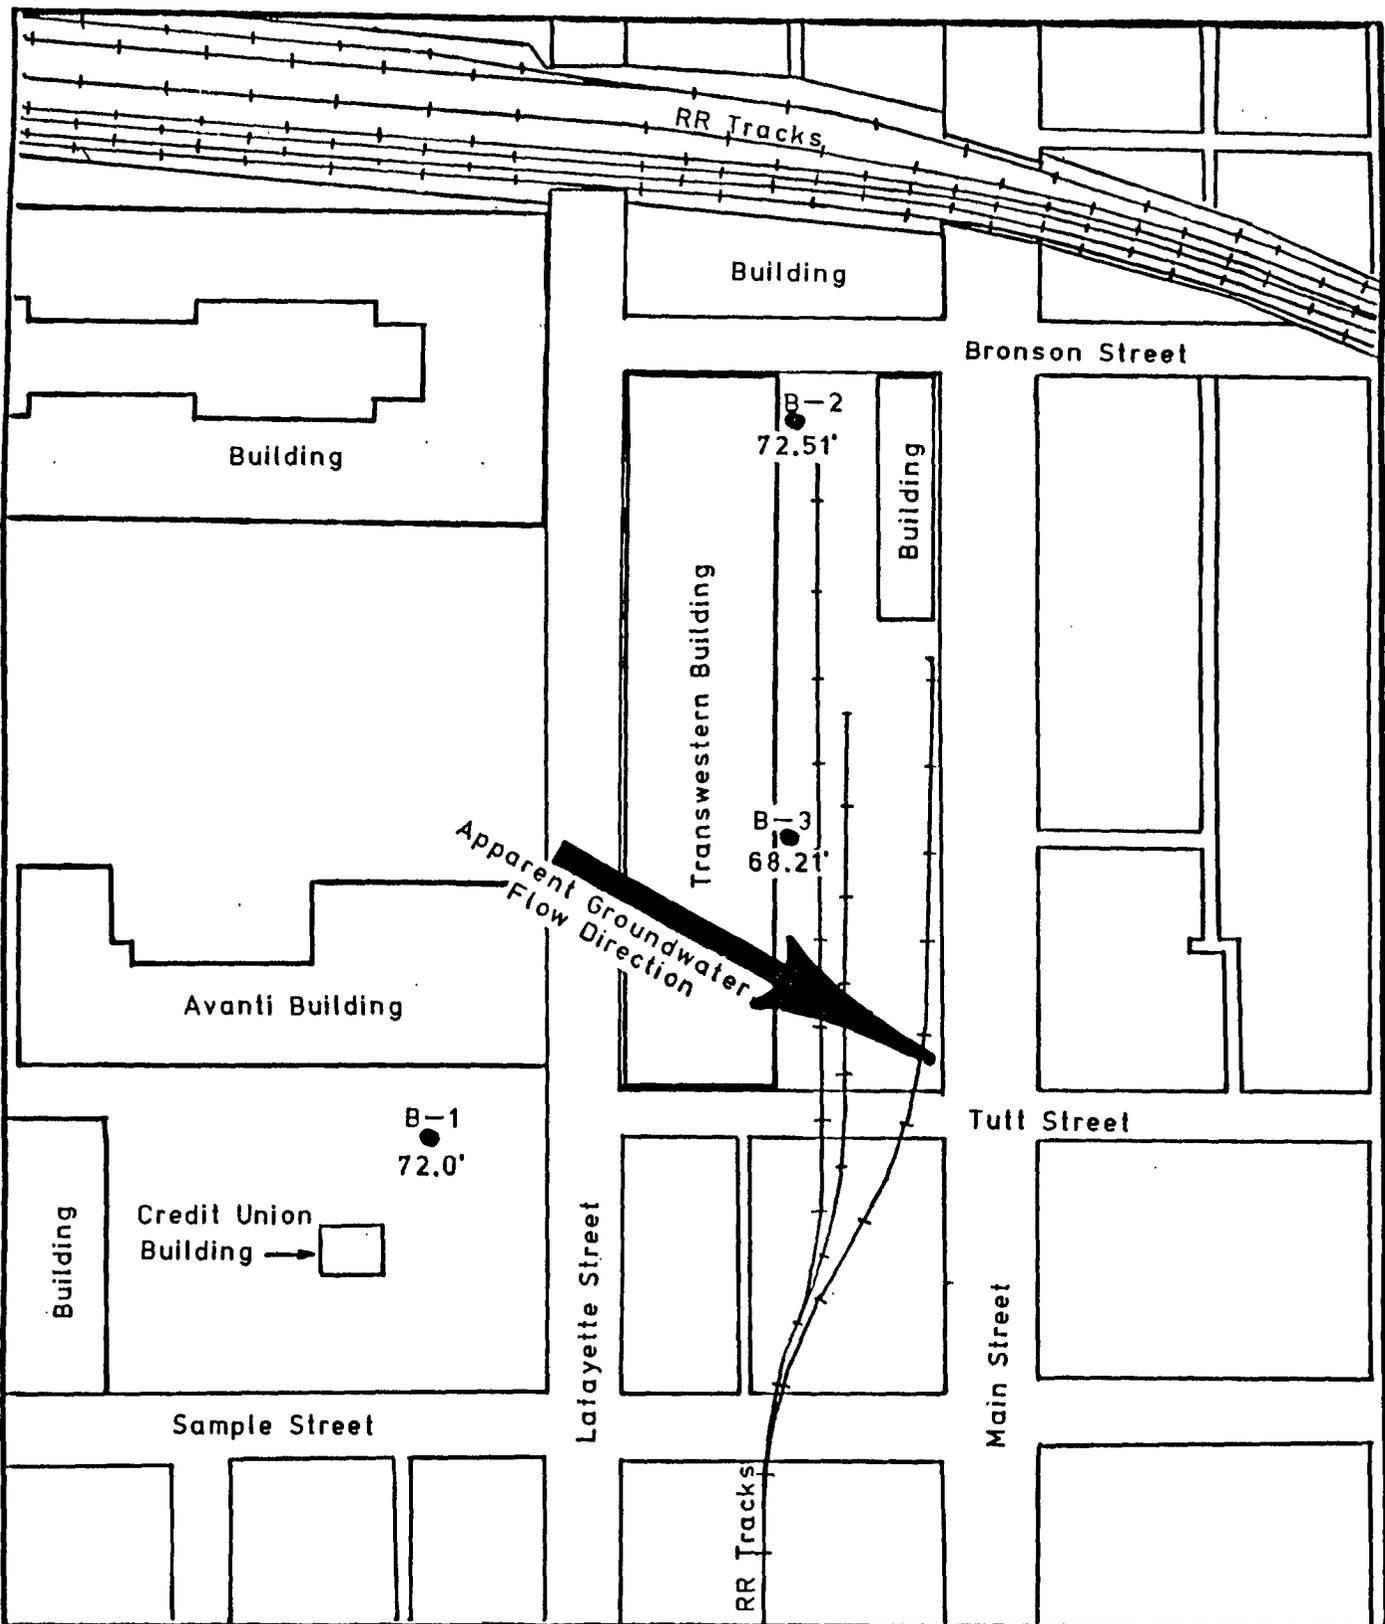 RR Tracks
Building
Bronson Street
B-2
72.51'
Building
Building
Transwestern Building
B-3
68.21'
Apparent Groundwater
Flow Direction
Avanti Building
B-1
72.0'
Tutt Street
Credit Union
Building
Building
Lafayette Street
Main Street
Sample Street
RR Tracks